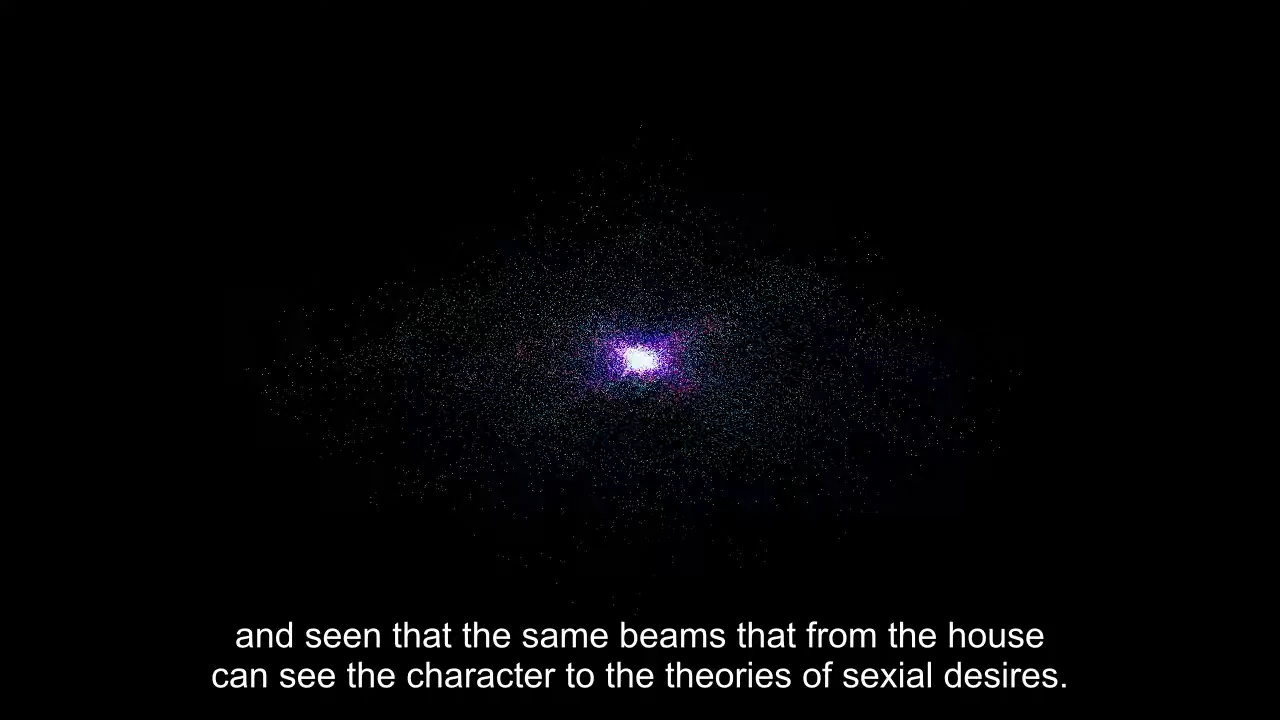 and seen that the same beams that from the house
can see the character to the theories of sexial desires.